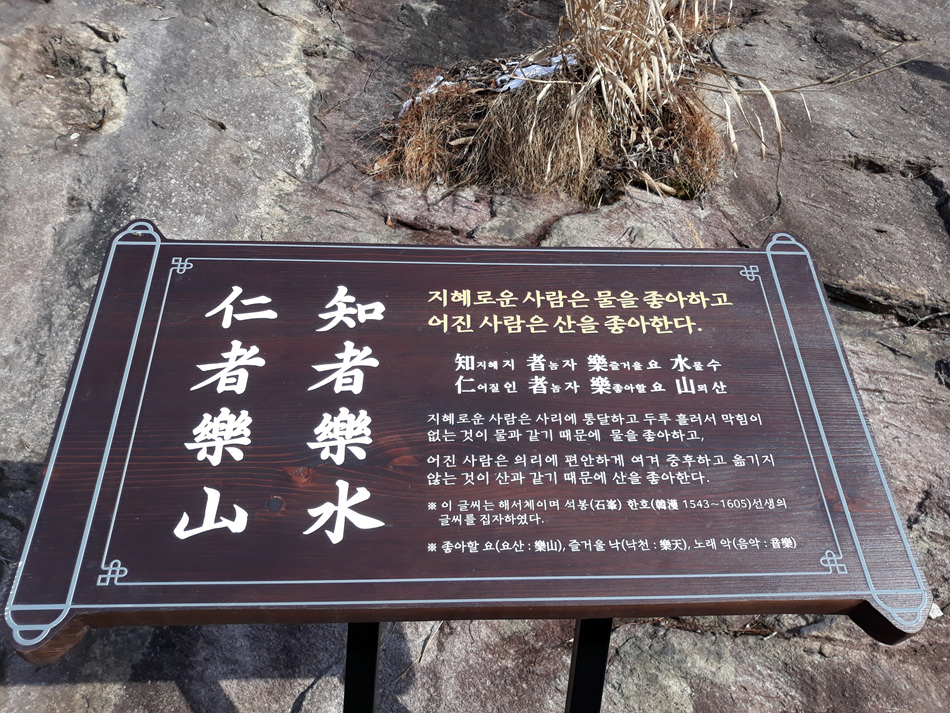 知者樂水
仁者樂山
지혜로운 사람은 물을 좋아하고
어진 사람은 산을 좋아한다.
知지혜 지 者놈 자 樂즐거울 요 水물 수
仁어질 인 者놈 자 樂좋아할 요 山뫼 산
지혜로운 사람은 사리에 통달하고 두루 흘러서 막힘이
없는 것이 물과 같기 때문에 물을 좋아하고,
어진 사람은 의리에 편안하게 여겨 중후하고 옮기지
않는 것이 산과 같기 때문에 산을 좋아한다.
※ 이 글씨는 해서체이며 석봉(石峯) 한호(韓濩 1543~1605)선생의
글씨를 집자하였다.
※ 좋아할 요(요산 : 樂山), 즐거울 낙(낙천 : 樂天), 노래 악(음악 : 音樂)